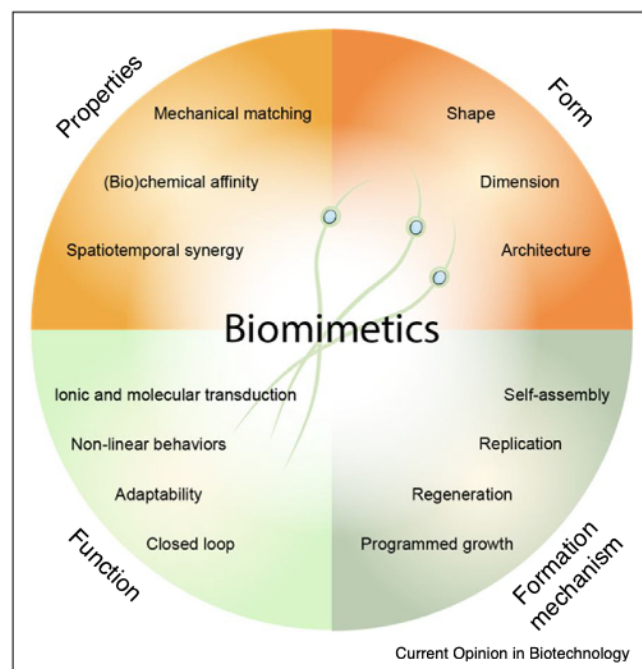 Properties
Mechanical matching
(Bio)chemical affinity
Spatiotemporal synergy
Form
Shape
Dimension
Architecture
Biomimetics
Ionic and molecular transduction
Non-linear behaviors
Adaptability
Closed loop
Function
Self-assembly
Replication
Regeneration
Programmed growth
Formation
mechanism
Current Opinion in Biotechnology